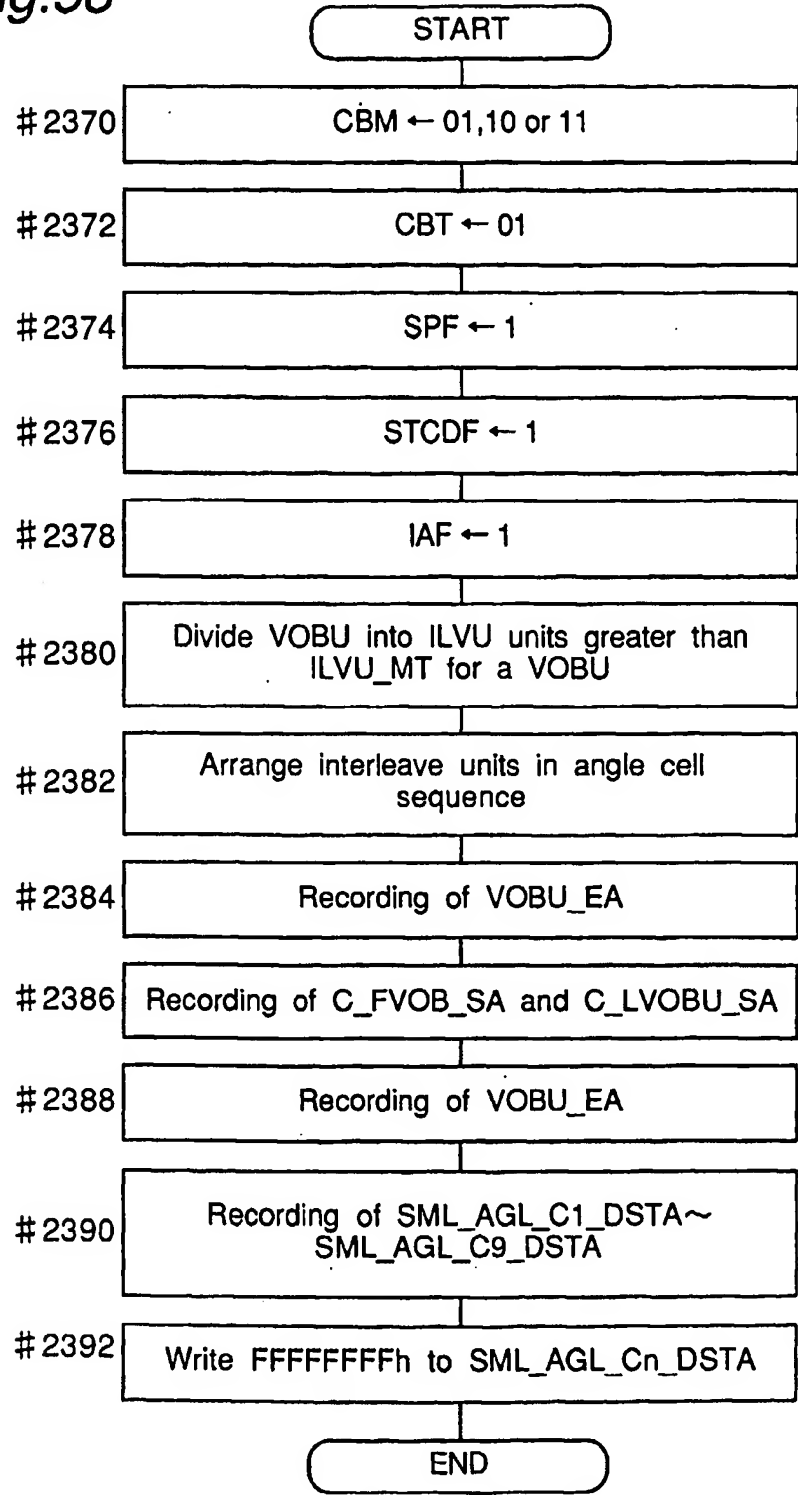 START
#2370
CBM ← 01,10 or 11
#2372
CBT ← 01
#2374
SPF ← 1
#2376
STCDF ← 1
#2378
IAF ← 1
#2380
Divide VOBU into ILVU units greater than
ILVU_MT for a VOBU
#2382
Arrange interleave units in angle cell
sequence
#2384
Recording of VOBU_EA
#2386
Recording of C_FVOB_SA and C_LVOBU_SA
#2388
Recording of VOBU_EA
#2390
Recording of SML_AGL_C1_DSTA~
SML_AGL_C9_DSTA
#2392
Write FFFFFFFFh to SML_AGL_Cn_DSTA
END